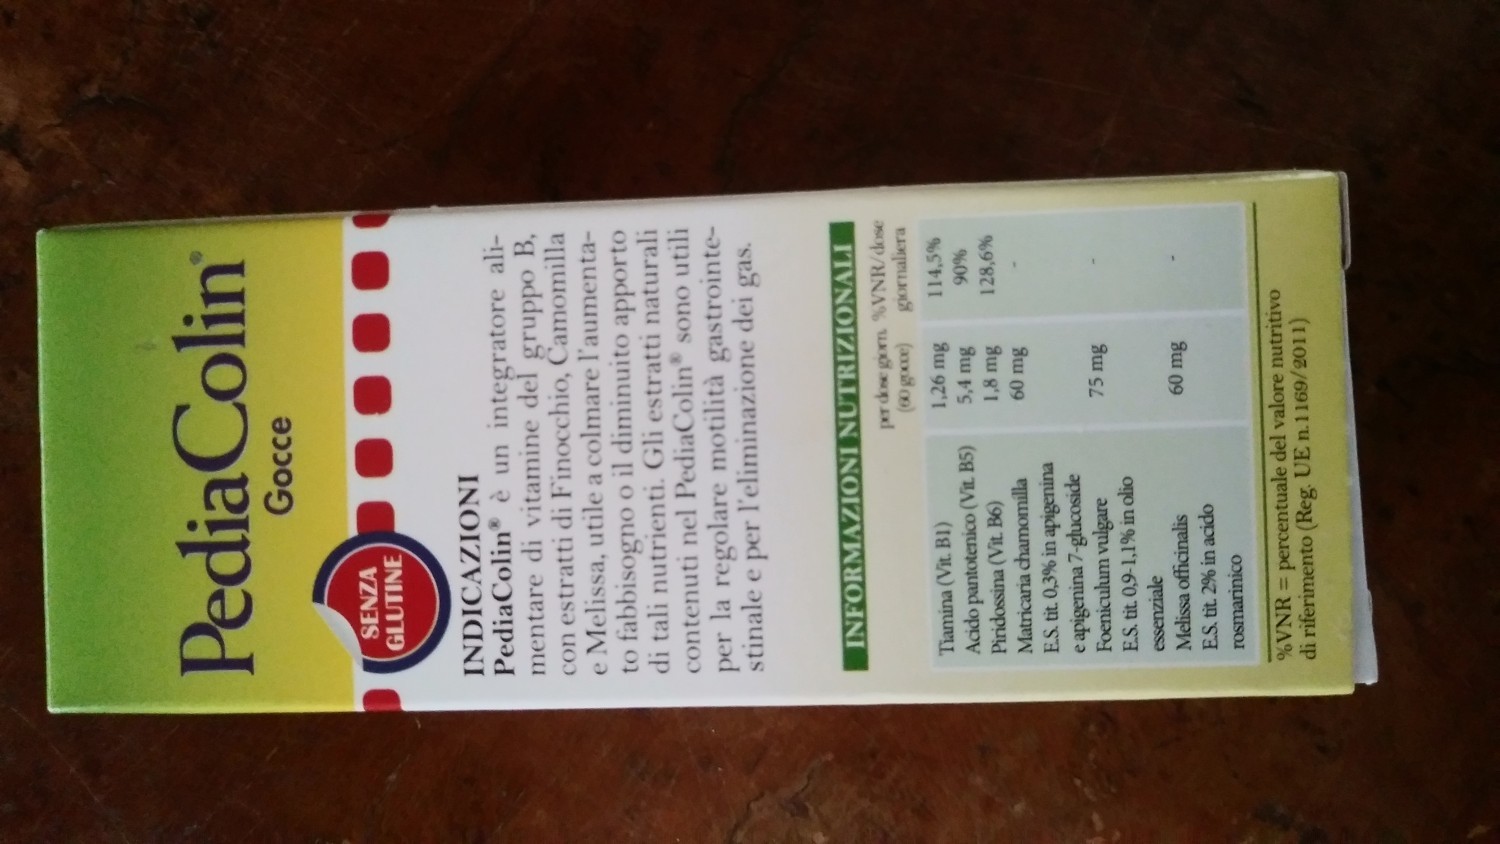 PediaColin®
Gocce
SENZA
GLUTINE
INDICAZIONI
PediaColin® è un integratore ali-
mentare di vitamine del gruppo B,
con estratti di Finocchio, Camomilla
e Melissa, utile a colmare l'aumenta-
to fabbisogno o il diminuito apporto
di tali nutrienti. Gli estratti naturali
contenuti nel PediaColin® sono utili
per la regolare motilità gastrointe-
stinale e per l'eliminazione dei gas.
INFORMAZIONI NUTRIZIONALI
per dose giorn. %VNR/dose
(60 gocce) giornaliera
Tiamina (Vit. B1) 1,26 mg 114,5%
Acido pantotenico (Vit. B5) 5,4 mg 90%
Piridossina (Vit. B6) 1,8 mg 128,6%
Matricaria chamomilla 60 mg -
E.S. tit. 0,3% in apigenina
e apigenina 7-glucoside
Foeniculum vulgare 75 mg -
E.S. tit. 0,9-1,1% in olio
essenziale
Melissa officinalis 60 mg -
E.S. tit. 2% in acido
rosmarinico
%VNR = percentuale del valore nutritivo
di riferimento (Reg. UE n.1169/2011)